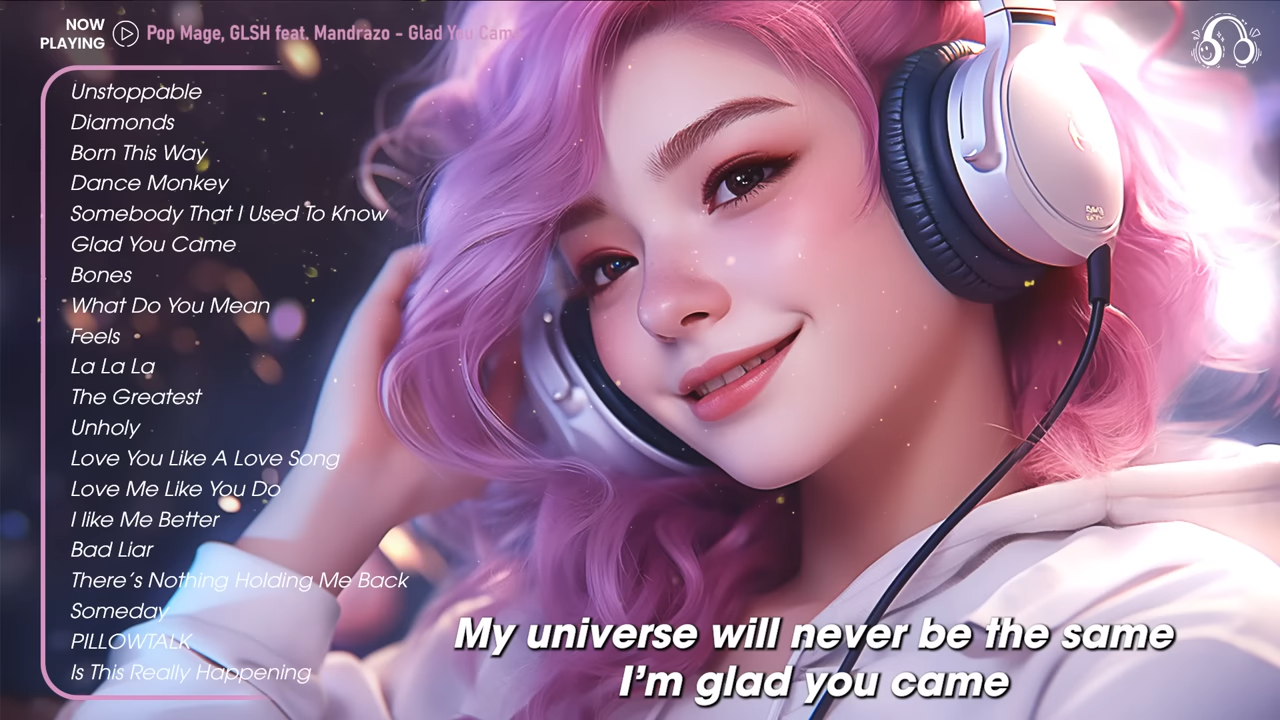 NOW
PLAYING
Pop Mage, GLSH feat. Mandrazo - Glad You Came
Unstoppable
Diamonds
Born This Way
Dance Monkey
Somebody That I Used To Know
Glad You Came
Bones
What Do You Mean
Feels
La La La
The Greatest
Unholy
Love You Like A Love Song
Love Me Like You Do
I like Me Better
Bad Liar
There's Nothing Holding Me Back
Someday
PILLOWTALK
Is This Really Happening
My universe will never be the same
I'm glad you came